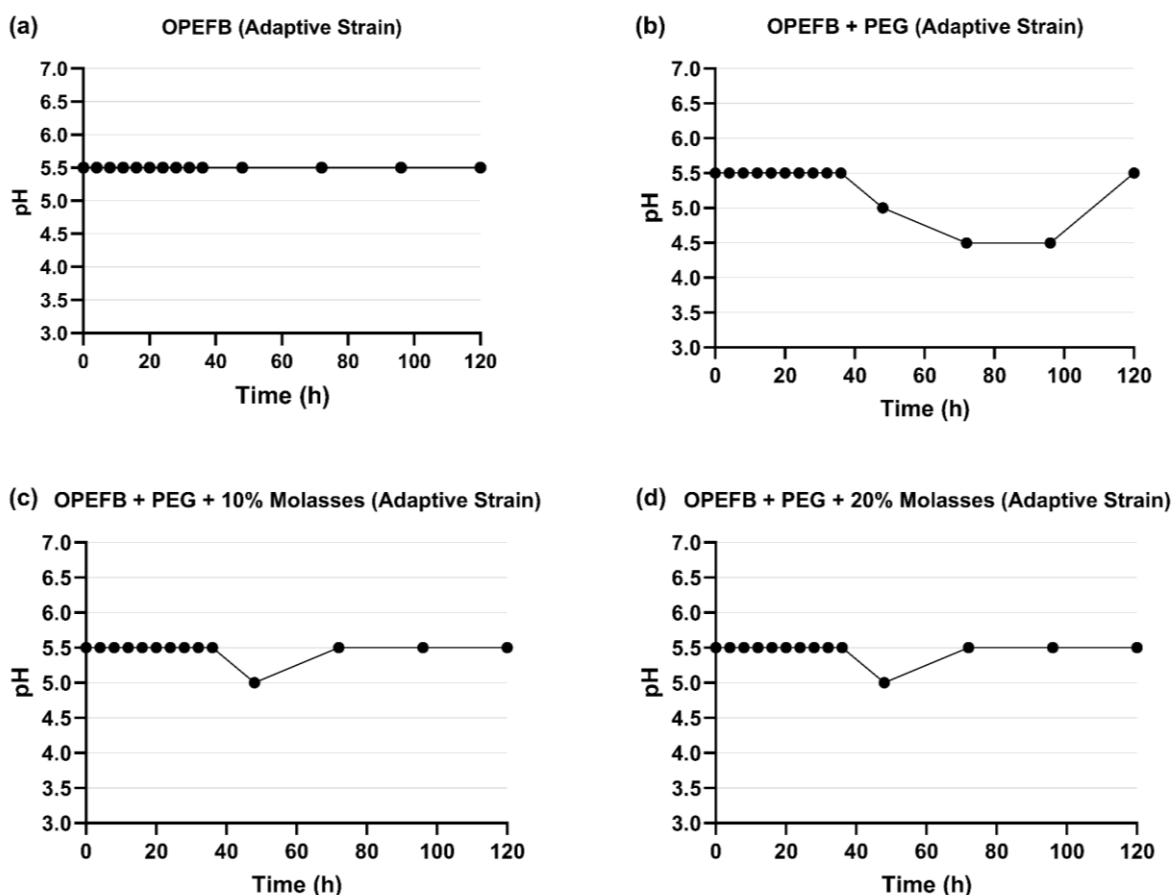 (a) OPEFB (Adaptive Strain)
7.0
6.5
6.0
5.5
5.0
4.5
4.0
3.5
3.0
pH
0 20 40 60 80 100 120
Time (h)
(b) OPEFB + PEG (Adaptive Strain)
7.0
6.5
6.0
5.5
5.0
4.5
4.0
3.5
3.0
pH
0 20 40 60 80 100 120
Time (h)
(c) OPEFB + PEG + 10% Molasses (Adaptive Strain)
7.0
6.5
6.0
5.5
5.0
4.5
4.0
3.5
3.0
pH
0 20 40 60 80 100 120
Time (h)
(d) OPEFB + PEG + 20% Molasses (Adaptive Strain)
7.0
6.5
6.0
5.5
5.0
4.5
4.0
3.5
3.0
pH
0 20 40 60 80 100 120
Time (h)